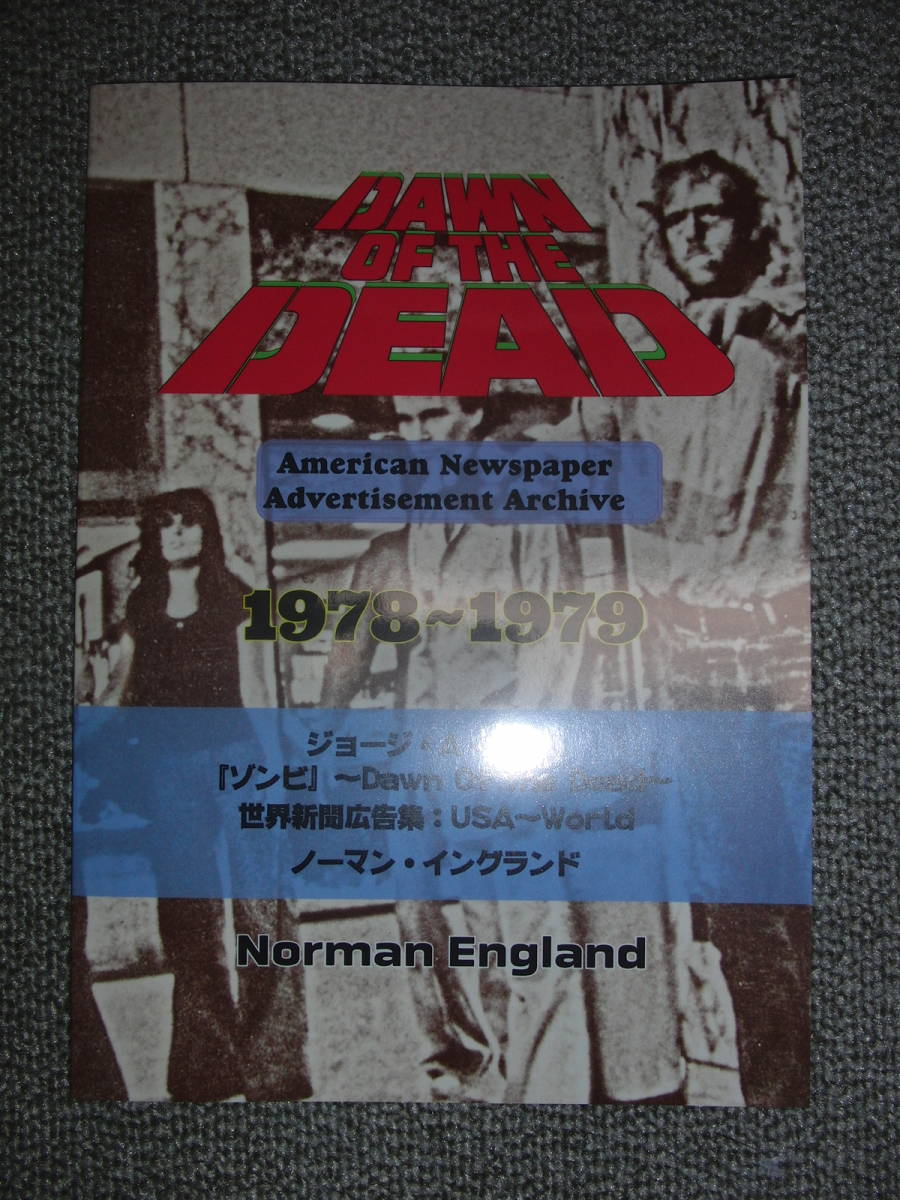 DAWN
OF THE
DEAD
American Newspaper
Advertisement Archive
1978~1979
ジョージ・A
『ゾンビ』～Dawn Of The Dead～
世界新聞広告集：USA～World
ノーマン・イングランド
Norman England